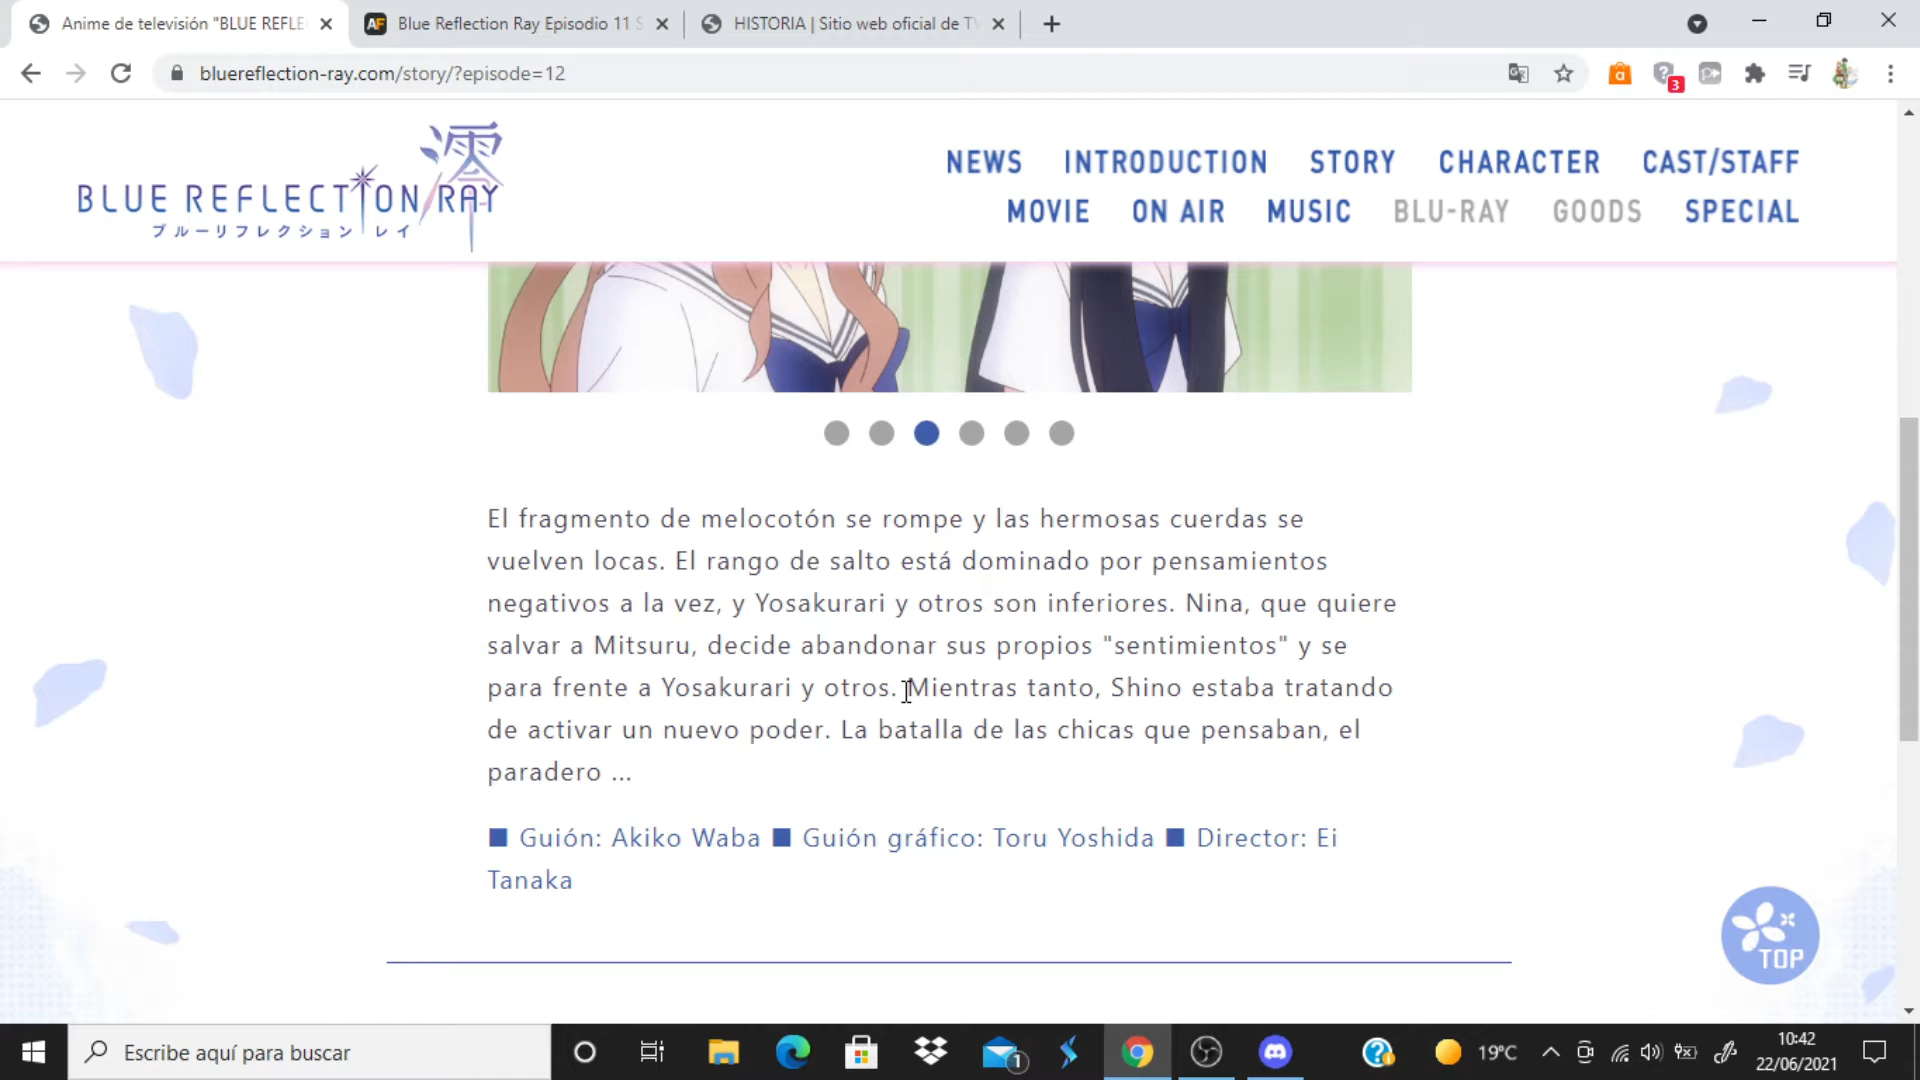 Anime de televisión "BLUE REFLE
Blue Reflection Ray Episodio 11 S
HISTORIA | Sitio web oficial de TV
bluereflection-ray.com/story/?episode=12
3
澪
BLUE REFLECTION RAY
ブルーリフレクション レイ
NEWS INTRODUCTION STORY CHARACTER CAST/STAFF
MOVIE ON AIR MUSIC BLU-RAY GOODS SPECIAL
El fragmento de melocotón se rompe y las hermosas cuerdas se
vuelven locas. El rango de salto está dominado por pensamientos
negativos a la vez, y Yosakurari y otros son inferiores. Nina, que quiere
salvar a Mitsuru, decide abandonar sus propios "sentimientos" y se
para frente a Yosakurari y otros. Mientras tanto, Shino estaba tratando
de activar un nuevo poder. La batalla de las chicas que pensaban, el
paradero ...
■ Guión: Akiko Waba ■ Guión gráfico: Toru Yoshida ■ Director: Ei
Tanaka
TOP
Escribe aquí para buscar
1
19°C
10:42
22/06/2021